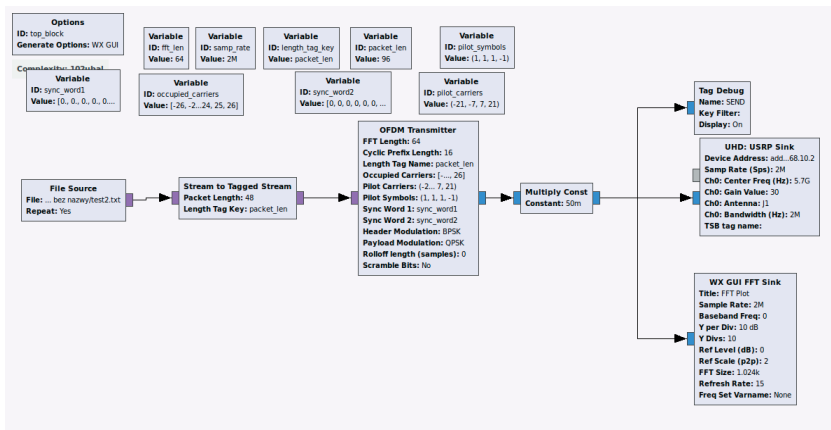 Options
ID: top_block
Generate Options: WX GUI
Variable
ID: fft_len
Value: 64
Variable
ID: samp_rate
Value: 2M
Variable
ID: length_tag_key
Value: packet_len
Variable
ID: packet_len
Value: 96
Variable
ID: pilot_symbols
Value: (1, 1, 1, -1)
Variable
ID: sync_word1
Value: [0., 0., 0., 0., 0....
Variable
ID: occupied_carriers
Value: [-26, -2...24, 25, 26]
Variable
ID: sync_word2
Value: [0, 0, 0, 0, 0, 0, ...
Variable
ID: pilot_carriers
Value: (-21, -7, 7, 21)
File Source
File: ... bez nazwy/test2.txt
Repeat: Yes
Stream to Tagged Stream
Packet Length: 48
Length Tag Key: packet_len
OFDM Transmitter
FFT Length: 64
Cyclic Prefix Length: 16
Length Tag Name: packet_len
Occupied Carriers: [-..., 26]
Pilot Carriers: (-2... 7, 21)
Pilot Symbols: (1, 1, 1, -1)
Sync Word 1: sync_word1
Sync Word 2: sync_word2
Header Modulation: BPSK
Payload Modulation: QPSK
Rolloff length (samples): 0
Scramble Bits: No
Multiply Const
Constant: 50m
Tag Debug
Name: SEND
Key Filter:
Display: On
UHD: USRP Sink
Device Address: add...68.10.2
Samp Rate (Sps): 2M
Ch0: Center Freq (Hz): 5.7G
Ch0: Gain Value: 30
Ch0: Antenna: J1
Ch0: Bandwidth (Hz): 2M
TSB tag name:
WX GUI FFT Sink
Title: FFT Plot
Sample Rate: 2M
Baseband Freq: 0
Y per Div: 10 dB
Y Divs: 10
Ref Level (dB): 0
Ref Scale (p2p): 2
FFT Size: 1.024k
Refresh Rate: 15
Freq Set Varname: None